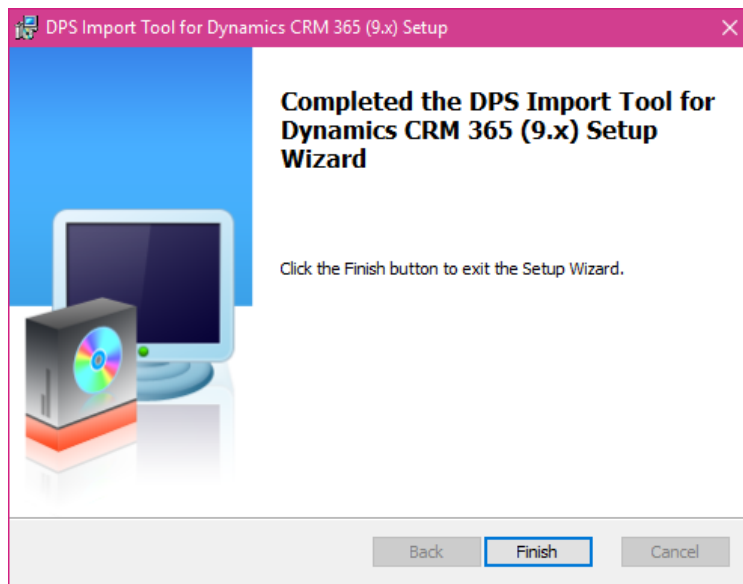 DPS Import Tool for Dynamics CRM 365 (9.x) Setup
Completed the DPS Import Tool for
Dynamics CRM 365 (9.x) Setup
Wizard
Click the Finish button to exit the Setup Wizard.
Back
Finish
Cancel